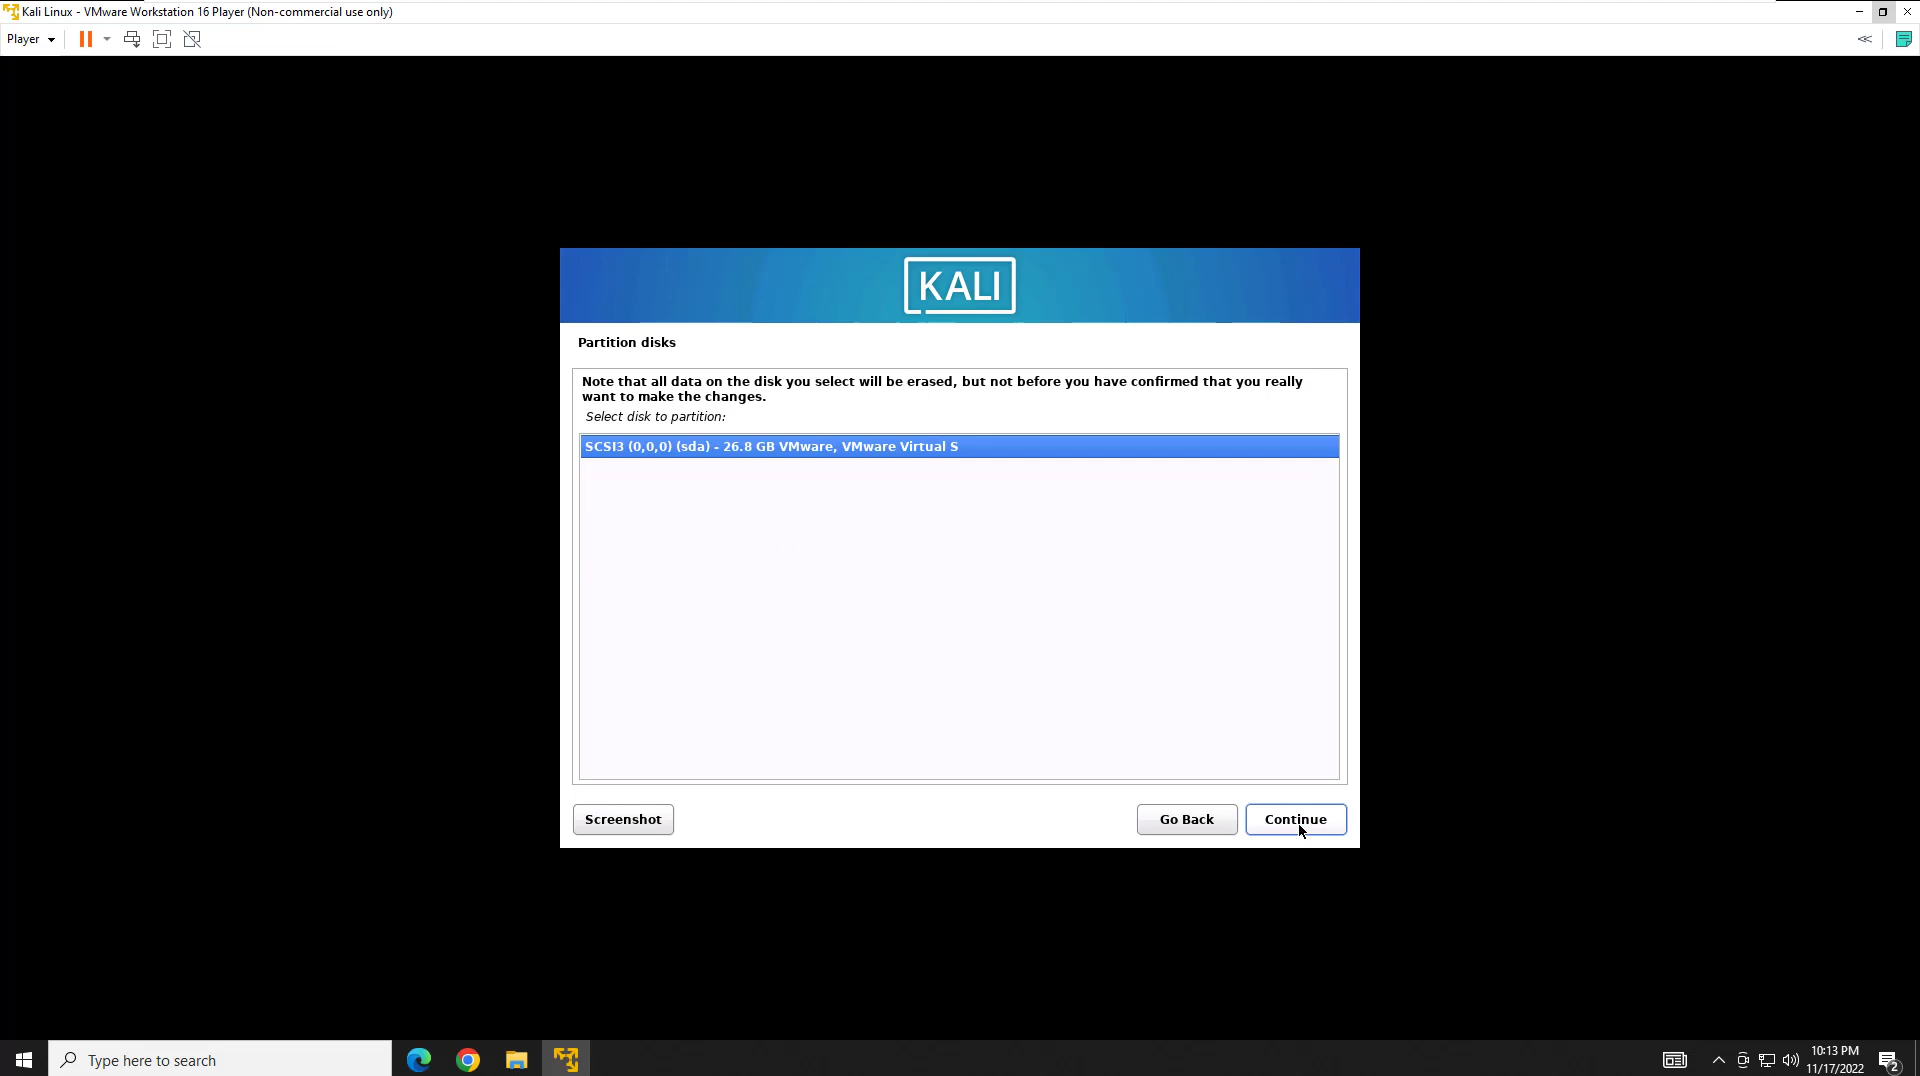 Kali Linux - VMware Workstation 16 Player (Non-commercial use only)
Player
KALI
Partition disks
Note that all data on the disk you select will be erased, but not before you have confirmed that you really
want to make the changes.
Select disk to partition:
SCSI3 (0,0,0) (sda) - 26.8 GB VMware, VMware Virtual S
Screenshot
Go Back
Continue
Type here to search
10:13 PM
11/17/2022
2